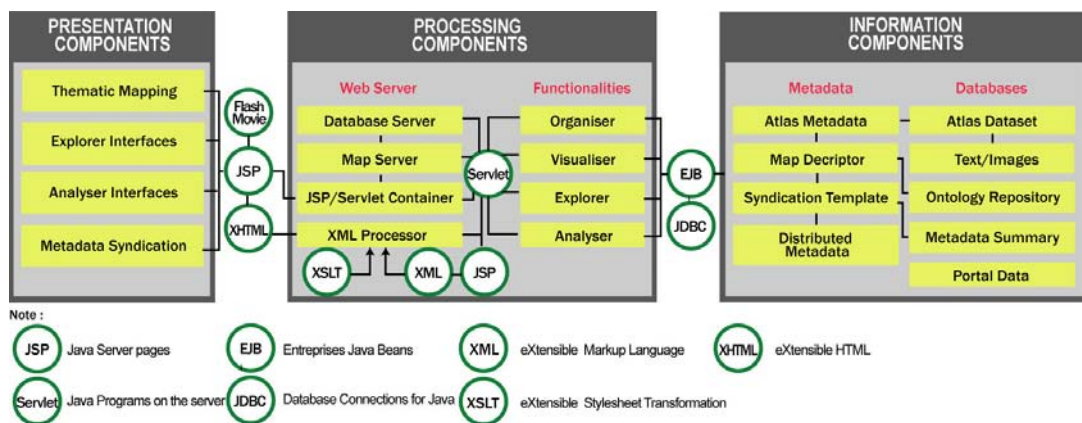 PRESENTATION
COMPONENTS
Thematic Mapping
Explorer Interfaces
Analyser Interfaces
Metadata Syndication
Flash
Movie
JSP
XHTML
PROCESSING
COMPONENTS
Web Server
Database Server
Map Server
JSP/Servlet Container
XML Processor
XSLT
XML
JSP
Servlet
Functionalities
Organiser
Visualiser
Explorer
Analyser
EJB
JDBC
INFORMATION
COMPONENTS
Metadata
Atlas Metadata
Map Decriptor
Syndication Template
Distributed
Metadata
Databases
Atlas Dataset
Text/Images
Ontology Repository
Metadata Summary
Portal Data
Note :
JSP Java Server pages
EJB Entreprises Java Beans
XML eXtensible Markup Language
XHTML eXtensible HTML
Servlet Java Programs on the server
JDBC Database Connections for Java
XSLT eXtensible Stylesheet Transformation